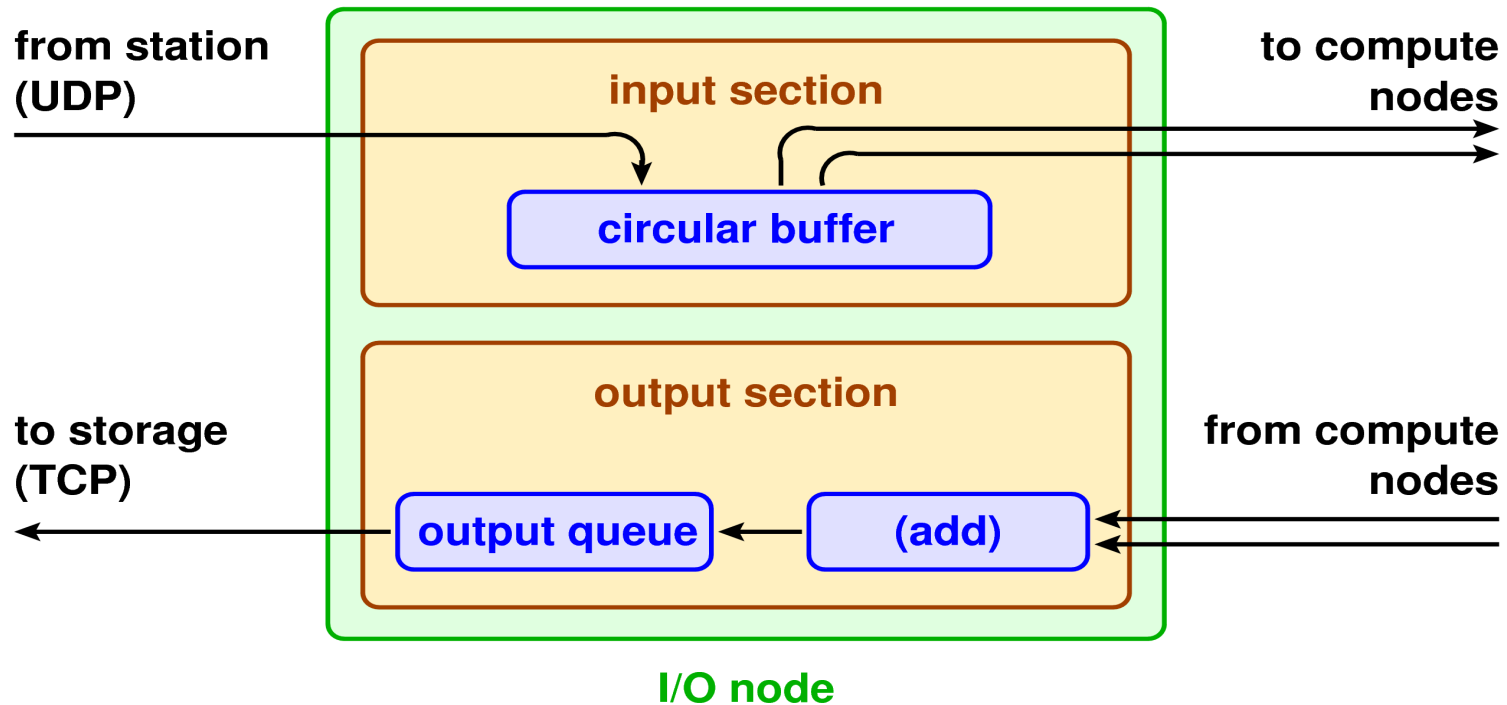 from station
(UDP)
input section
to compute
nodes
circular buffer
output section
to storage
(TCP)
from compute
nodes
output queue
(add)
I/O node